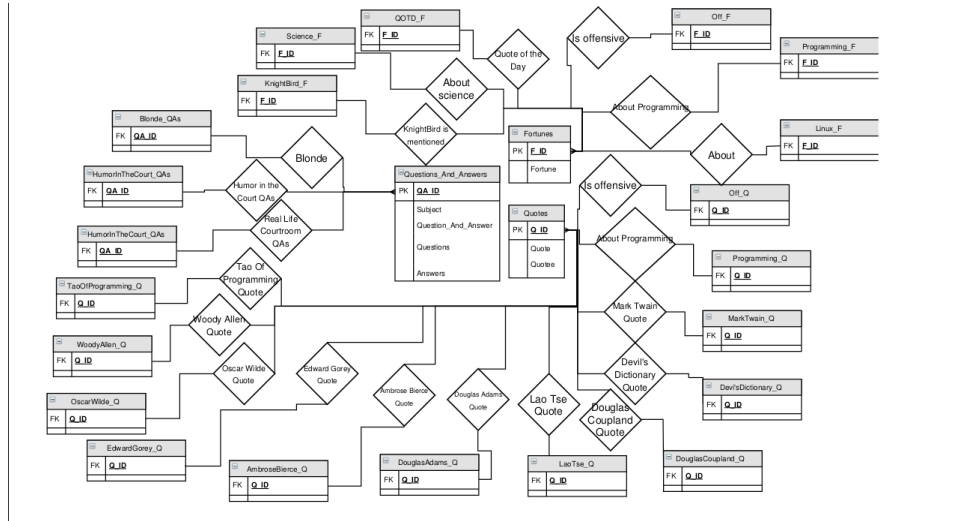 QOTD_F
FK F_ID
Off_F
FK F_ID
Science_F
FK F_ID
Is offensive
Quote of the
Day
Programming_F
FK F_ID
KnightBird_F
FK F_ID
About
science
About Programming
Blonde_QAs
FK QA_ID
KnightBird is
mentioned
Fortunes
PK F_ID
Fortune
Linux_F
FK F_ID
About
Blonde
HumorInTheCourt_QAs
FK QA_ID
Humor in the
Court QAs
Questions_And_Answers
PK QA_ID
Subject
Question_And_Answer
Questions
Answers
Is offensive
Off_Q
FK Q_ID
Quotes
PK Q_ID
Quote
Quotee
HumorInTheCourt_QAs
FK QA_ID
Real Life
Courtroom
QAs
About Programming
Programming_Q
FK Q_ID
TaoOfProgramming_Q
FK Q_ID
Tao Of
Programming
Quote
Mark Twain
Quote
MarkTwain_Q
FK Q_ID
WoodyAllen_Q
FK Q_ID
Woody Allen
Quote
Devil's
Dictionary
Quote
Devil'sDictionary_Q
FK Q_ID
OscarWilde_Q
FK Q_ID
Oscar Wilde
Quote
Edward Gorey
Quote
Ambrose Bierce
Quote
Douglas Adams
Quote
Lao Tse
Quote
Douglas
Coupland
Quote
EdwardGorey_Q
FK Q_ID
AmbroseBierce_Q
FK Q_ID
DouglasAdams_Q
FK Q_ID
LaoTse_Q
FK Q_ID
DouglasCoupland_Q
FK Q_ID